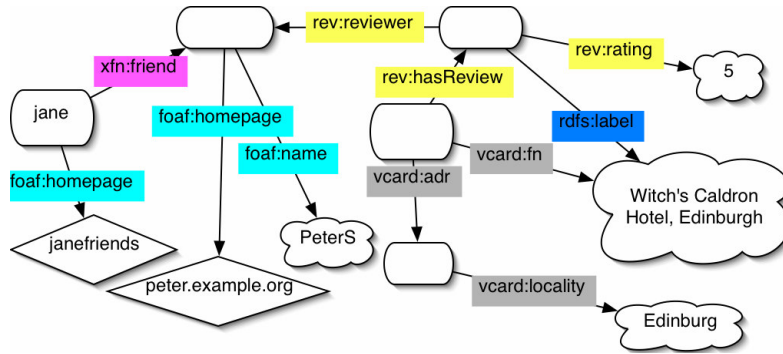 rev:reviewer
xfn:friend
rev:rating
5
rev:hasReview
jane
foaf:homepage
rdfs:label
foaf:name
vcard:fn
vcard:adr
foaf:homepage
Witch's Caldron
Hotel, Edinburgh
PeterS
janefriends
peter.example.org
vcard:locality
Edinburg